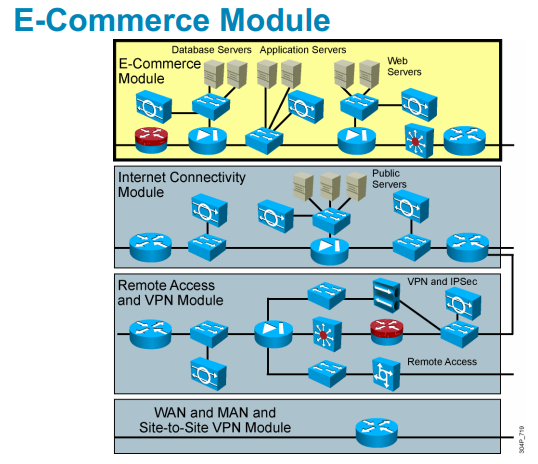 E-Commerce Module
Database Servers Application Servers
E-Commerce
Module
Web
Servers
Internet Connectivity
Module
Public
Servers
Remote Access
and VPN Module
VPN and IPSec
Remote Access
WAN and MAN and
Site-to-Site VPN Module
304P_719